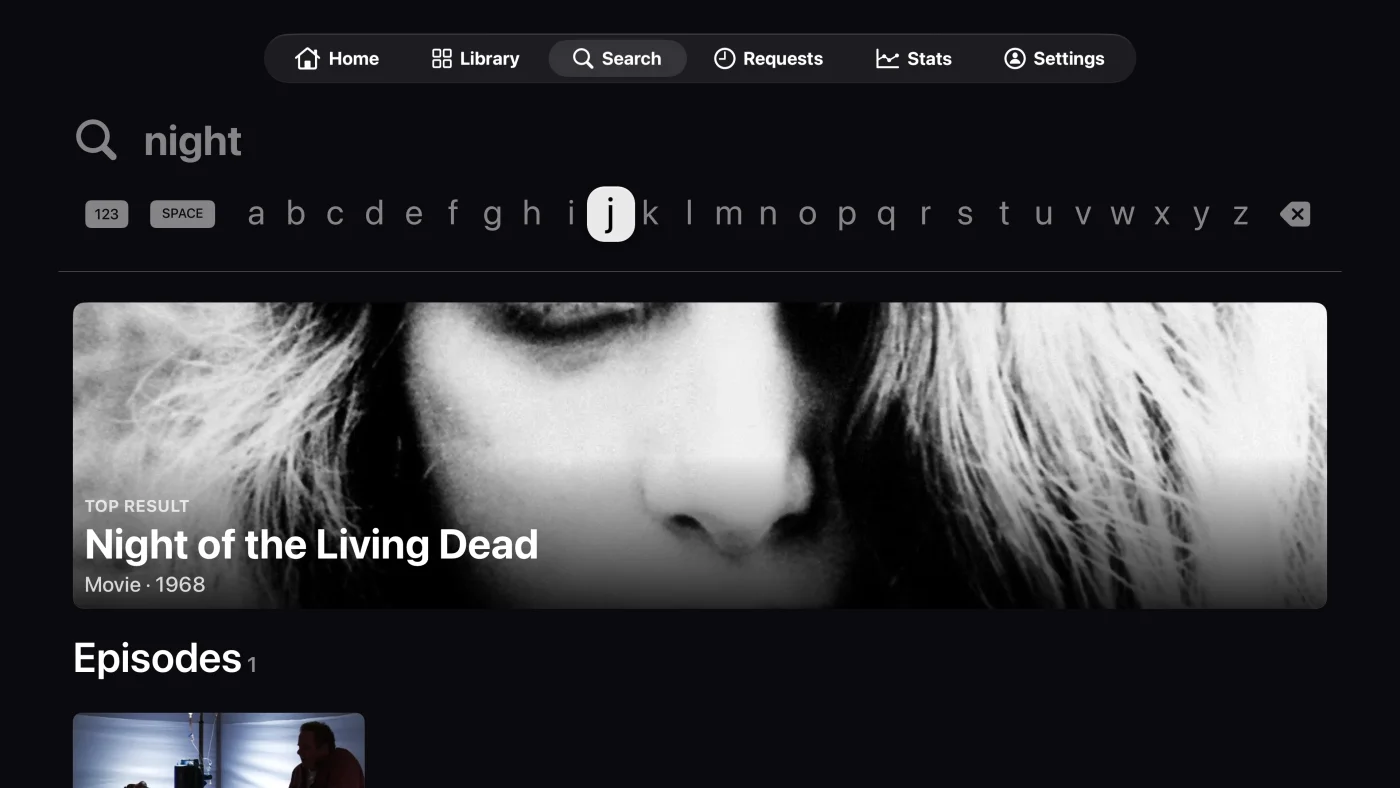 Home Library Search Requests Stats Settings
night
123 SPACE a b c d e f g h i j k l m n o p q r s t u v w x y z
TOP RESULT
Night of the Living Dead
Movie · 1968
Episodes 1